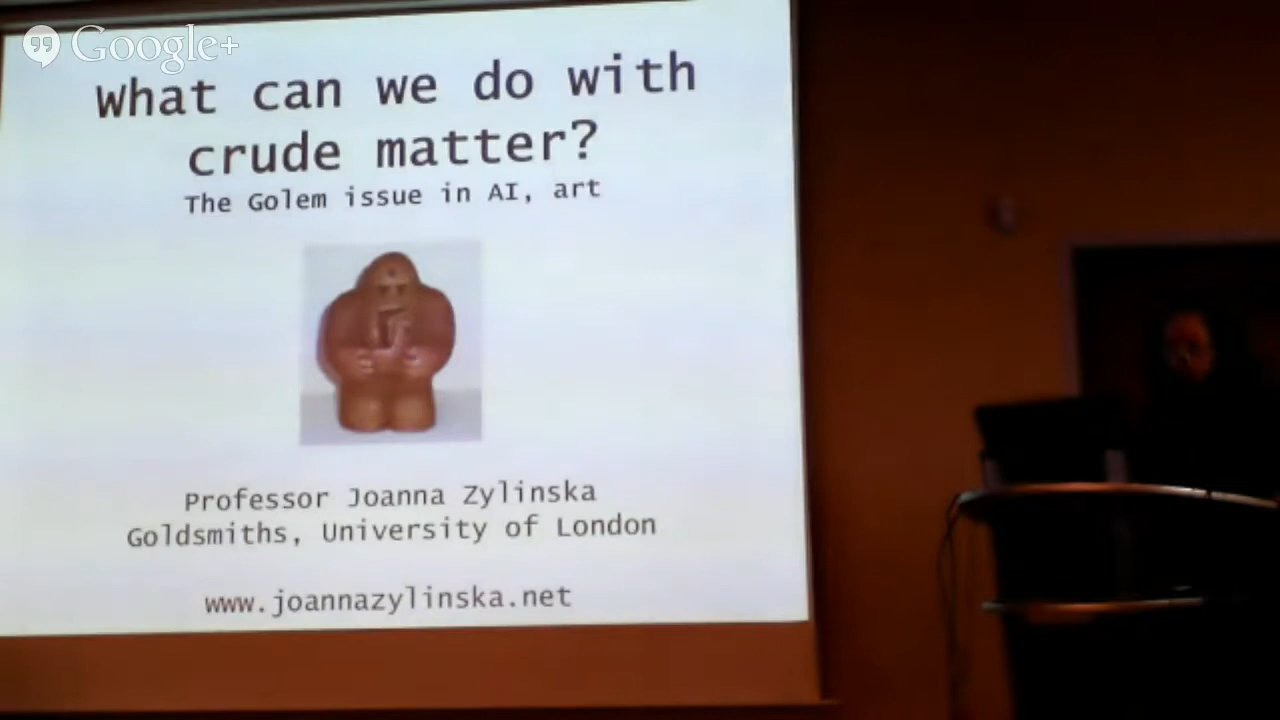 Google+
What can we do with
crude matter?
The Golem issue in AI, art
Professor Joanna Zylinska
Goldsmiths, University of London
www.joannazylinska.net